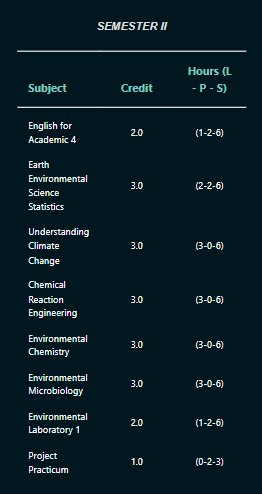 SEMESTER II
Subject Credit Hours (L
- P - S)
English for
Academic 4 2.0 (1-2-6)
Earth
Environmental
Science
Statistics 3.0 (2-2-6)
Understanding
Climate 3.0 (3-0-6)
Change
Chemical
Reaction 3.0 (3-0-6)
Engineering
Environmental
Chemistry 3.0 (3-0-6)
Environmental
Microbiology 3.0 (3-0-6)
Environmental
Laboratory 1 2.0 (1-2-6)
Project
Practicum 1.0 (0-2-3)